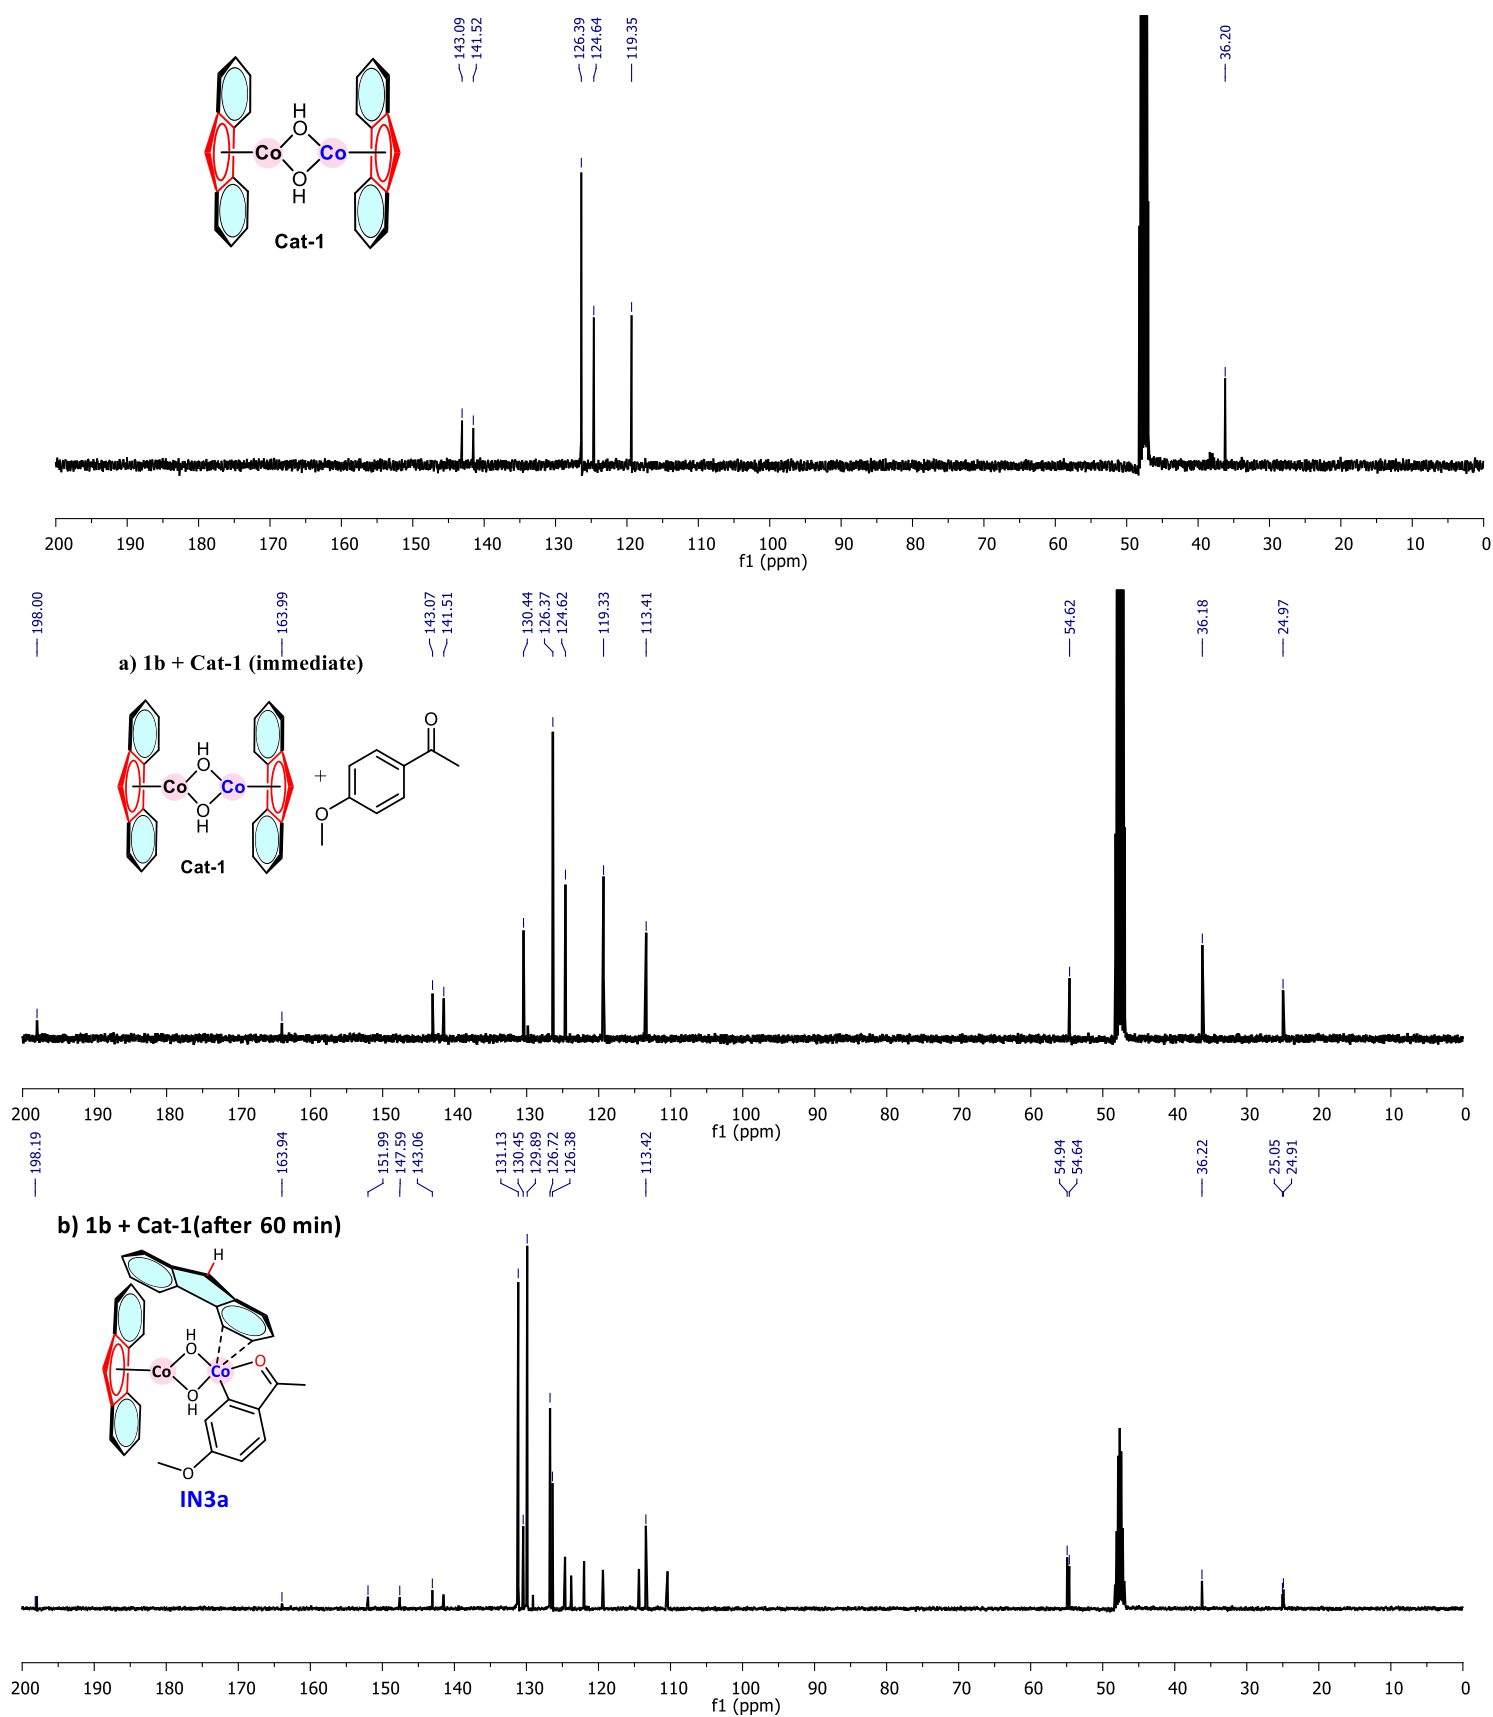 143.09
141.52
126.39
124.64
119.35
36.20
H
O
Co
Co
O
H
Cat-1
200 190 180 170 160 150 140 130 120 110 100 90 80 70 60 50 40 30 20 10 0
f1 (ppm)
198.00
163.99
143.07
141.51
130.44
126.37
124.62
119.33
113.41
54.62
36.18
24.97
a) 1b + Cat-1 (immediate)
H
O
Co
Co
O
H
Cat-1
+
O
O
200 190 180 170 160 150 140 130 120 110 100 90 80 70 60 50 40 30 20 10 0
f1 (ppm)
198.19
163.94
151.99
147.59
143.06
131.13
130.45
129.89
126.72
126.38
113.42
54.94
54.64
36.22
25.05
24.91
b) 1b + Cat-1(after 60 min)
H
H
O
Co
Co
O
O
H
O
IN3a
200 190 180 170 160 150 140 130 120 110 100 90 80 70 60 50 40 30 20 10 0
f1 (ppm)